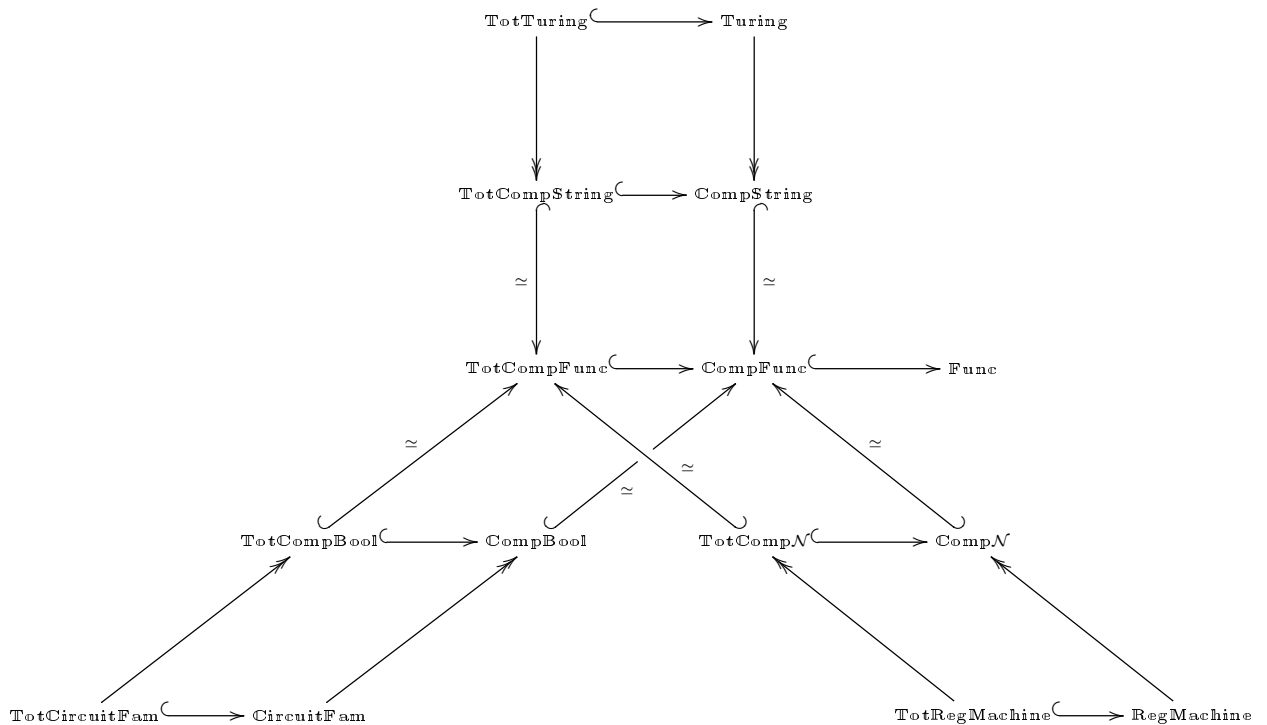 TotTuring Turing
TotCompString CompString
≃ ≃
TotCompFunc CompFunc Func
≃ ≃
≃
≃
TotCompBool CompBool TotComp𝒩 Comp𝒩
TotCircuitFam CircuitFam TotRegMachine RegMachine